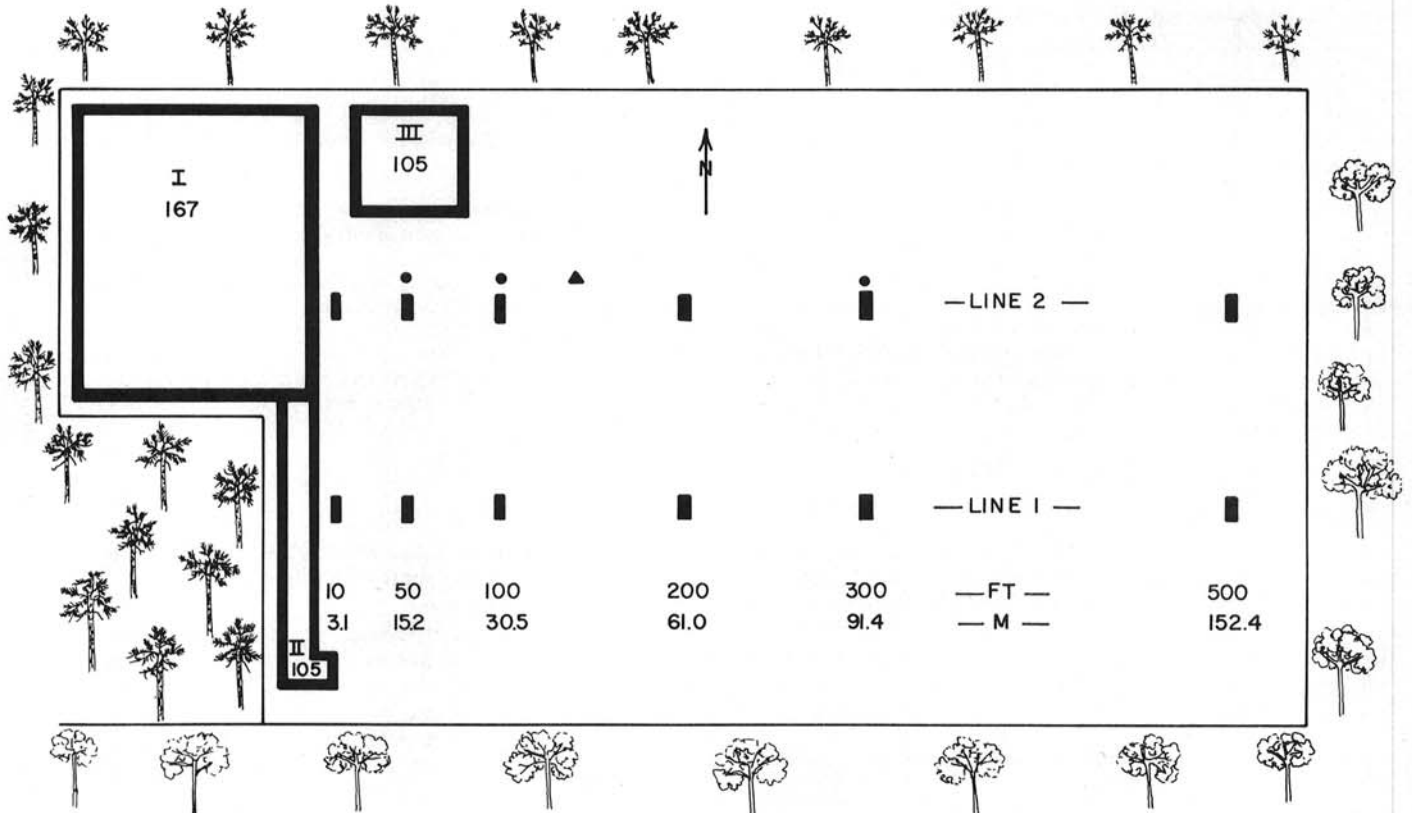 III
105
I
167
N
—LINE 2—
—LINE 1—
10 50 100 200 300 —FT— 500
3.1 15.2 30.5 61.0 91.4 —M— 152.4
II
105